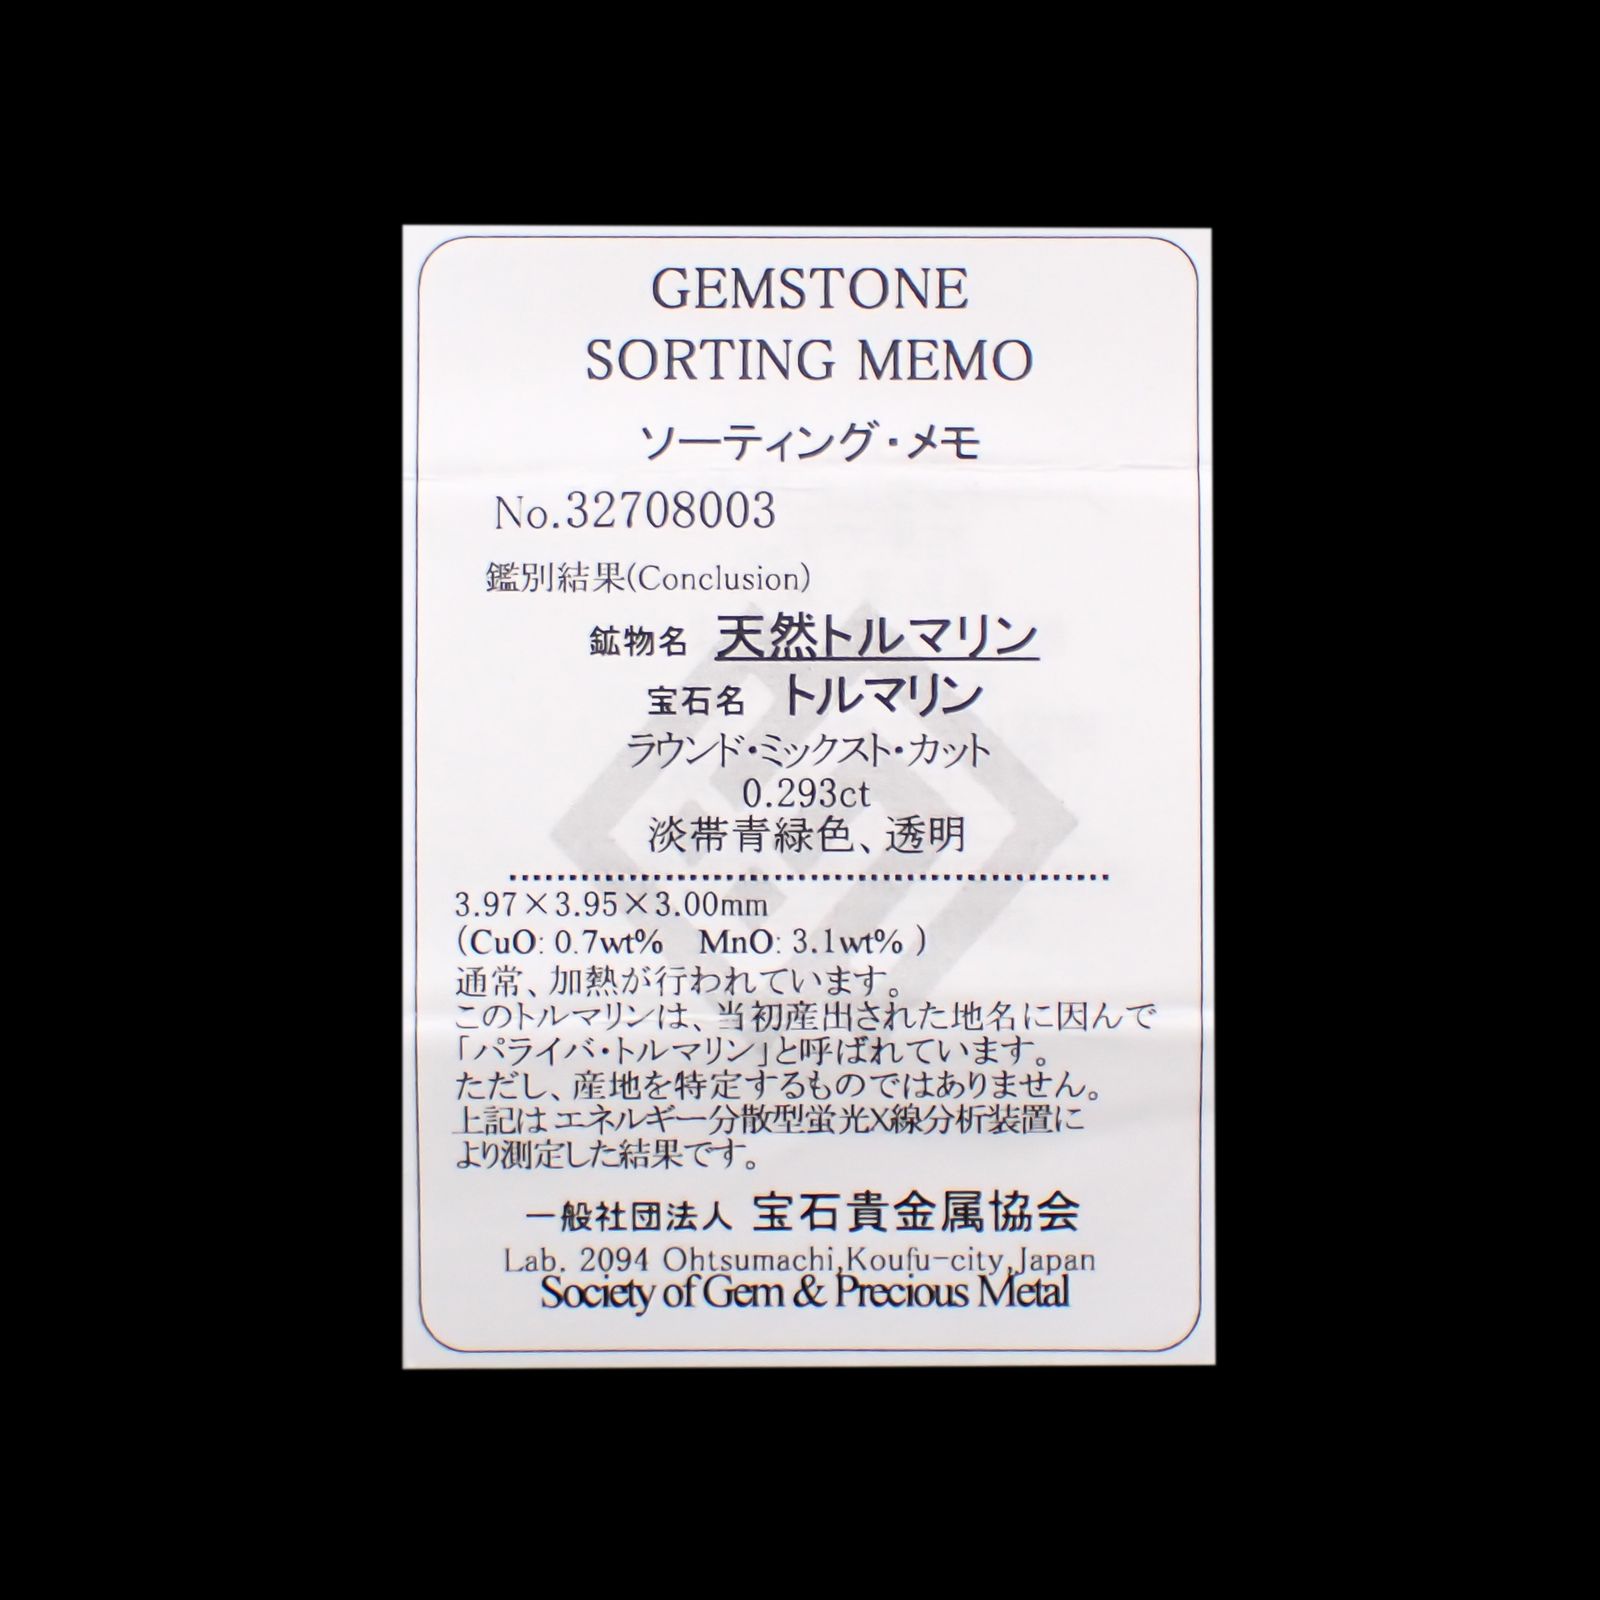 GEMSTONE
SORTING MEMO
ソーティング・メモ
No.32708003
鑑別結果(Conclusion)
鉱物名 天然トルマリン
宝石名 トルマリン
ラウンド・ミックスト・カット
0.293ct
淡帯青緑色、透明
3.97×3.95×3.00mm
(CuO: 0.7wt% MnO: 3.1wt% )
通常、加熱が行われています。
このトルマリンは、当初産出された地名に因んで
「パライバ・トルマリン」と呼ばれています。
ただし、産地を特定するものではありません。
上記は エネルギー分散型蛍光X線分析装置に
より測定した結果です。
一般社団法人 宝石貴金属協会
Lab. 2094 Ohtsumachi,Koufu-city,Japan
Society of Gem & Precious Metal